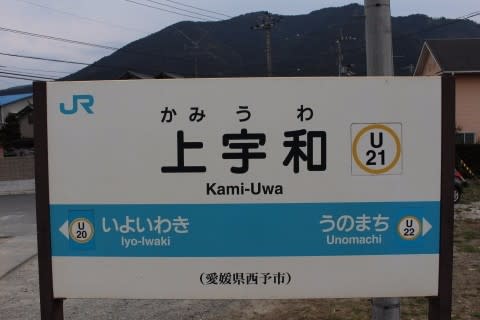 JR
かみうわ
上宇和
U
21
Kami-Uwa
U
20
いよいわき
Iyo-Iwaki
うのまち
Unomachi
U
22
(愛媛県西予市)